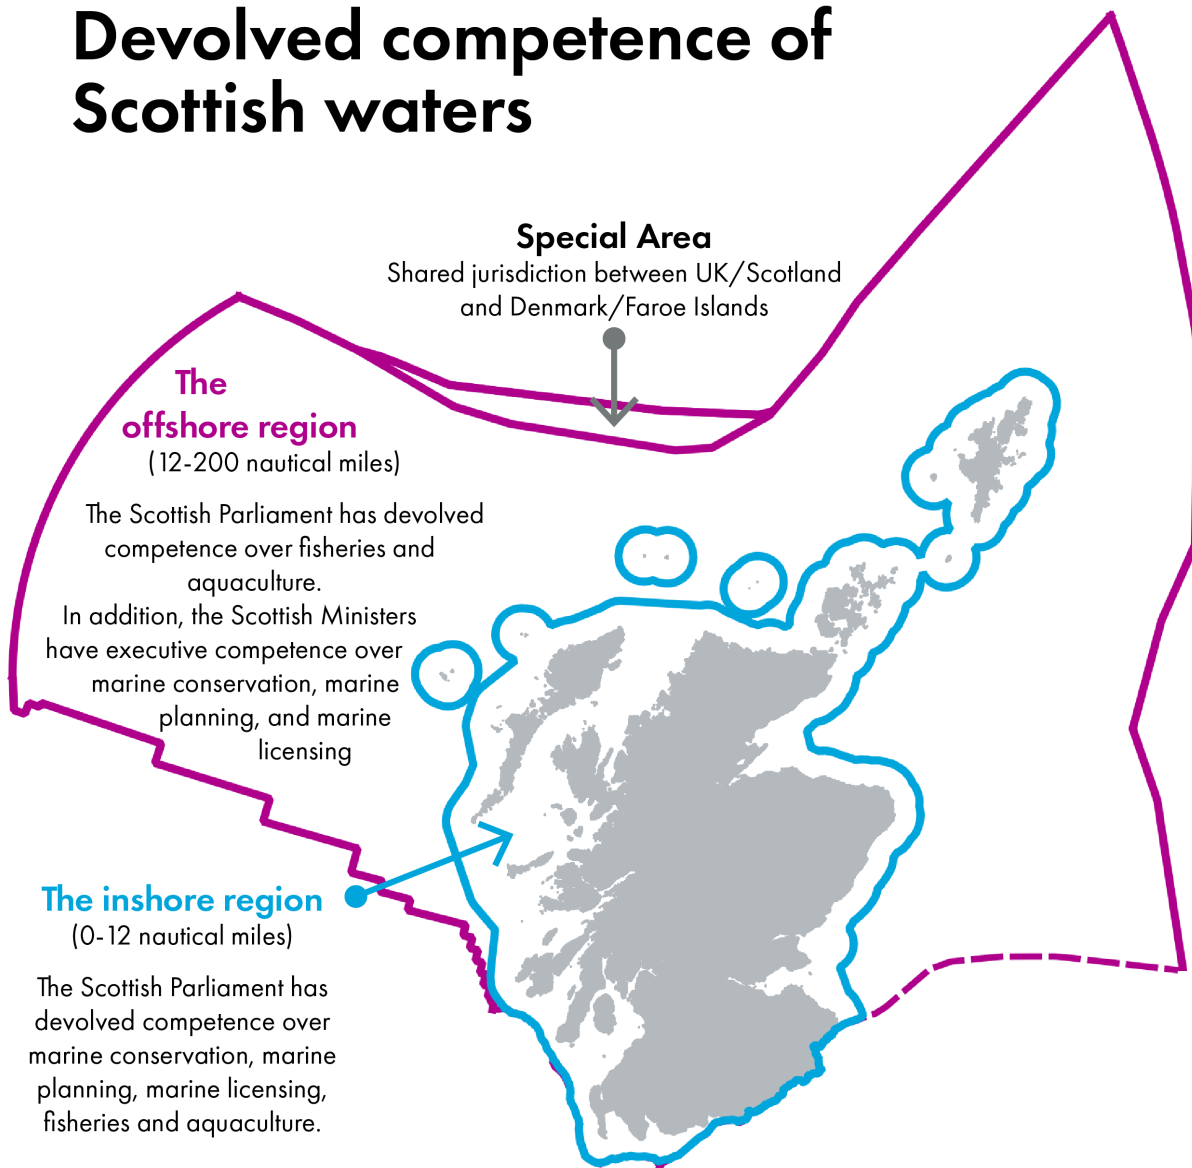 Devolved competence of
Scottish waters
Special Area
Shared jurisdiction between UK/Scotland
and Denmark/Faroe Islands
The
offshore region
(12-200 nautical miles)
The Scottish Parliament has devolved
competence over fisheries and
aquaculture.
In addition, the Scottish Ministers
have executive competence over
marine conservation, marine
planning, and marine
licensing
The inshore region
(0-12 nautical miles)
The Scottish Parliament has
devolved competence over
marine conservation, marine
planning, marine licensing,
fisheries and aquaculture.